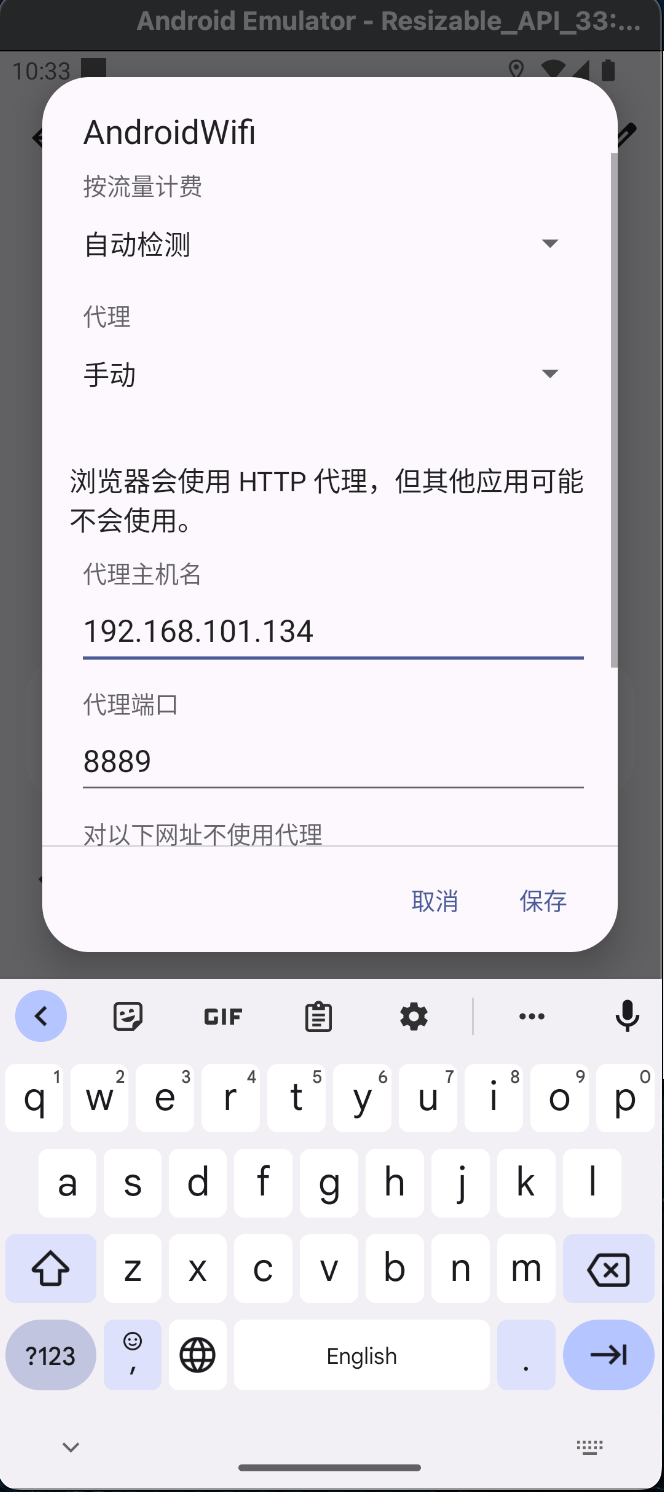 Android Emulator - Resizable_API_33:...
10:33
AndroidWifi
按流量计费
自动检测
代理
手动
浏览器会使用 HTTP 代理，但其他应用可能
不会使用。
代理主机名
192.168.101.134
代理端口
8889
对以下网址不使用代理
取消 保存
GIF
q 1 w 2 e 3 r 4 t 5 y 6 u 7 i 8 o 9 p 0
a s d f g h j k l
z x c v b n m
?123 , English .